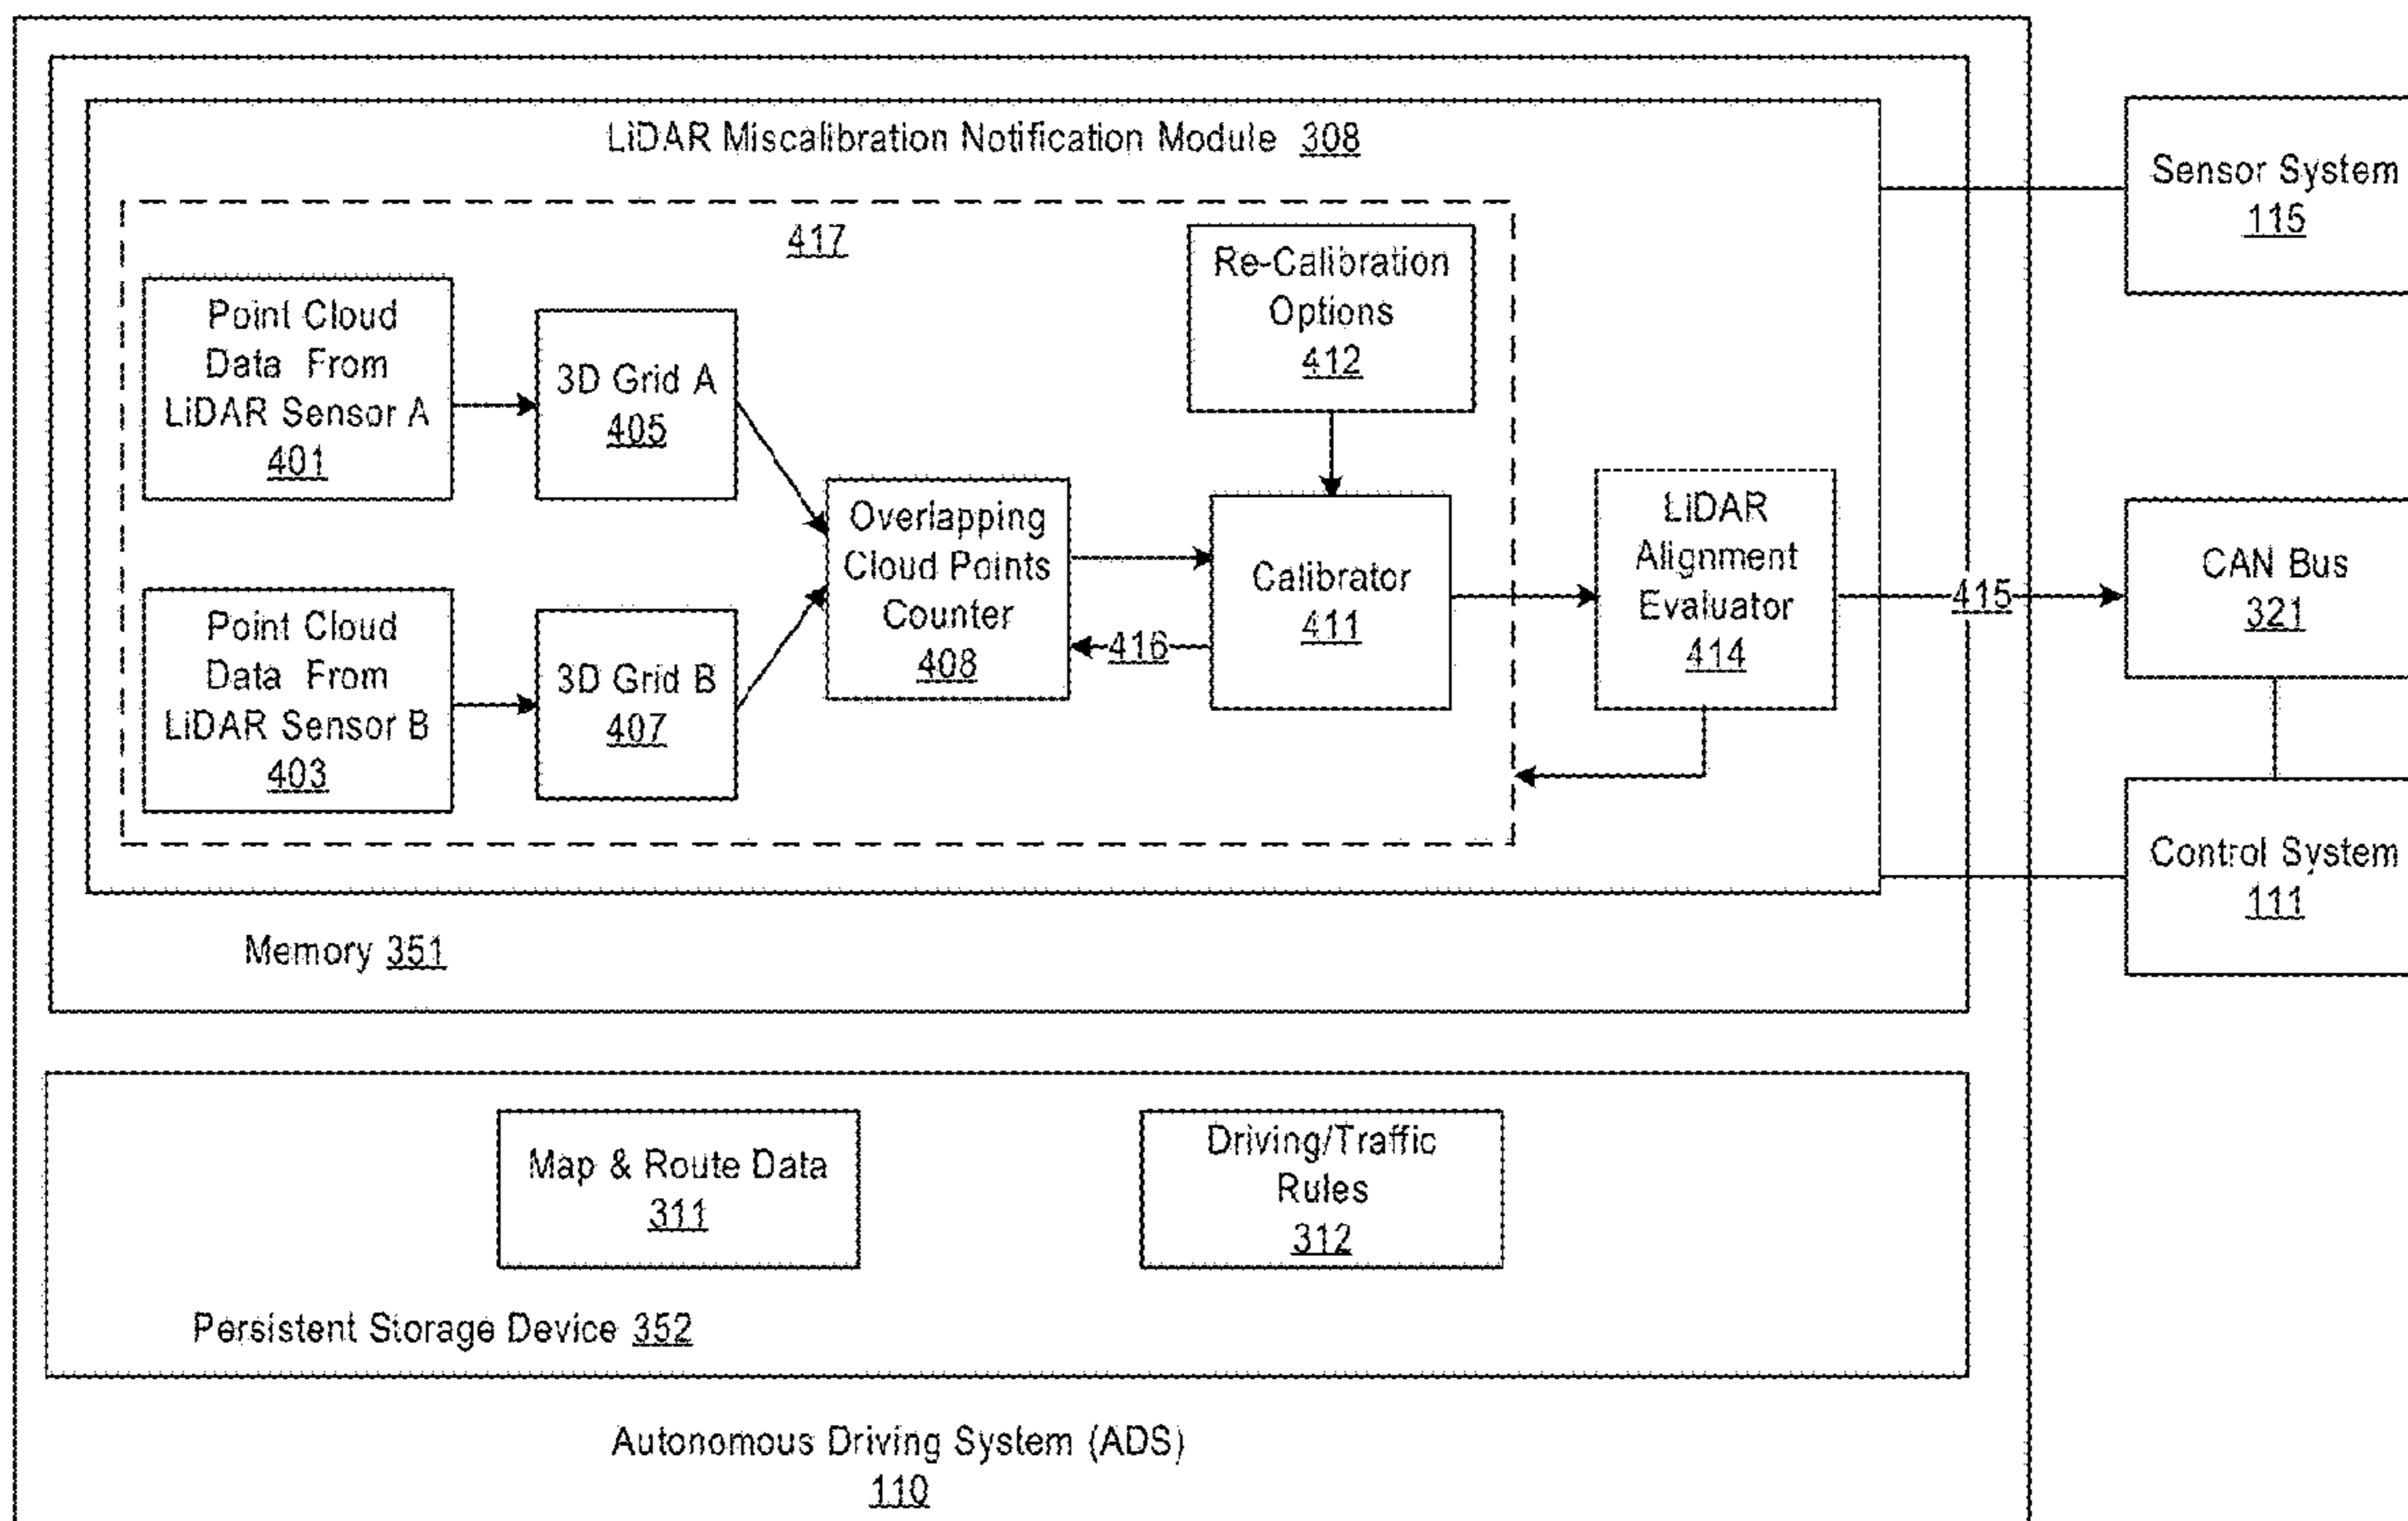 LiDAR Miscalibration Notification Module 308
417
Point Cloud
Data From
LiDAR Sensor A
401
3D Grid A
405
Point Cloud
Data From
LiDAR Sensor B
403
3D Grid B
407
Overlapping
Cloud Points
Counter
408
Re-Calibration
Options
412
Calibrator
411
416
LiDAR
Alignment
Evaluator
414
415
Sensor System
115
CAN Bus
321
Control System
111
Memory 351
Map & Route Data
311
Driving/Traffic
Rules
312
Persistent Storage Device 352
Autonomous Driving System (ADS)
110